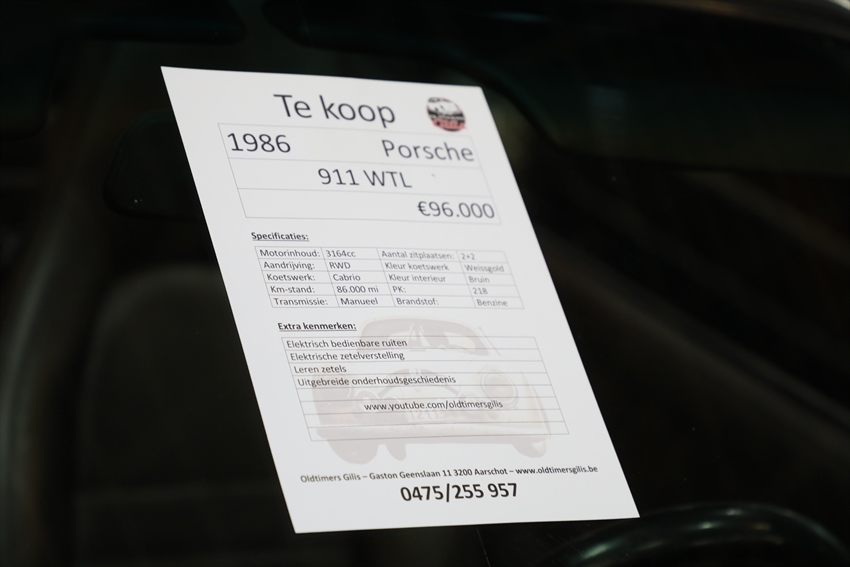 Te koop
1986 Porsche
911 WTL
€96.000
Specificaties:
Motorinhoud: 3164cc Aantal zitplaatsen: 2+2
Aandrijving: RWD Kleur koetswerk Weissgold
Koetswerk: Cabrio Kleur interieur Bruin
Km-stand: 86.000 mi PK: 218
Transmissie: Manueel Brandstof: Benzine
Extra kenmerken:
Elektrisch bedienbare ruiten
Elektrische zetelverstelling
Leren zetels
Uitgebreide onderhoudsgeschiedenis
www.youtube.com/oldtimersgilis
Oldtimers Gilis – Gaston Geenslaan 11 3200 Aarschot – www.oldtimersgilis.be
0475/255 957